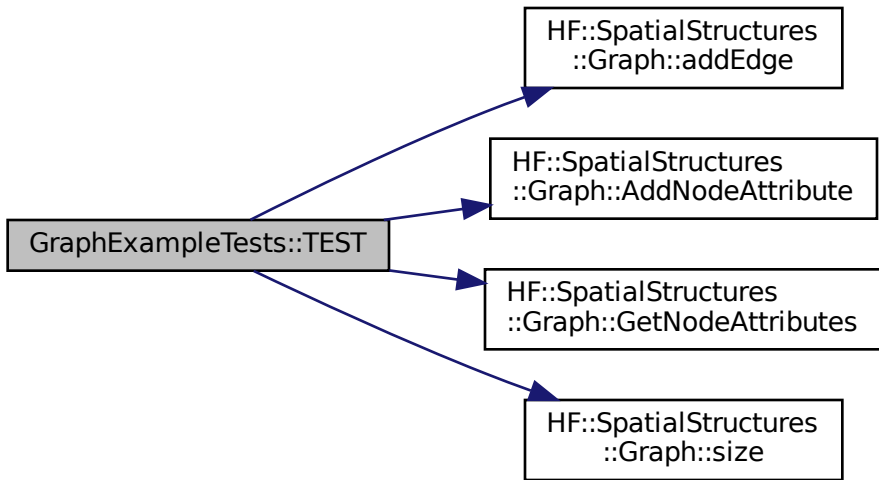 HF::SpatialStructures
::Graph::addEdge
HF::SpatialStructures
::Graph::AddNodeAttribute
GraphExampleTests::TEST
HF::SpatialStructures
::Graph::GetNodeAttributes
HF::SpatialStructures
::Graph::size